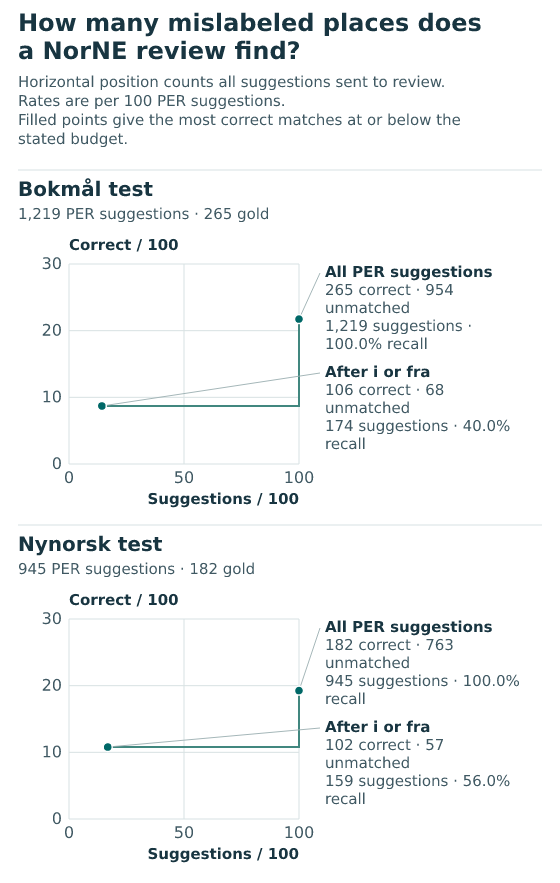 How many mislabeled places does
a NorNE review find?
Horizontal position counts all suggestions sent to review.
Rates are per 100 PER suggestions.
Filled points give the most correct matches at or below the
stated budget.
Bokmål test
1,219 PER suggestions · 265 gold
Correct / 100
30
20
10
0
0
50
100
Suggestions / 100
All PER suggestions
265 correct · 954
unmatched
1,219 suggestions ·
100.0% recall
After i or fra
106 correct · 68
unmatched
174 suggestions · 40.0%
recall
Nynorsk test
945 PER suggestions · 182 gold
Correct / 100
30
20
10
0
0
50
100
Suggestions / 100
All PER suggestions
182 correct · 763
unmatched
945 suggestions · 100.0%
recall
After i or fra
102 correct · 57
unmatched
159 suggestions · 56.0%
recall